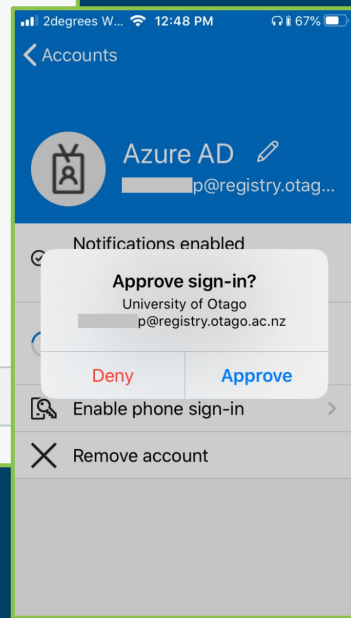 2degrees W... 12:48 PM 67%
Accounts
Azure AD
p@registry.otag...
Notifications enabled
Approve sign-in?
University of Otago
p@registry.otago.ac.nz
Deny Approve
Enable phone sign-in
Remove account